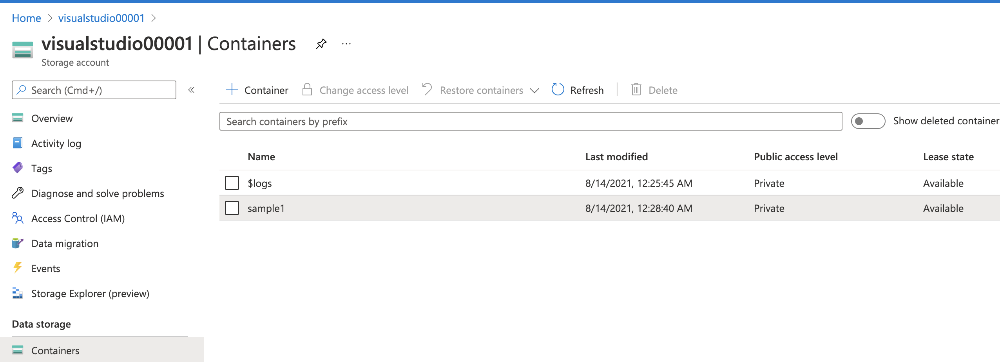 Home > visualstudio00001 >
visualstudio00001 | Containers ...
Storage account
Search (Cmd+/) «
Overview
Activity log
Tags
Diagnose and solve problems
Access Control (IAM)
Data migration
Events
Storage Explorer (preview)
Data storage
Containers
+ Container Change access level Restore containers Refresh | Delete
Search containers by prefix Show deleted container
Name Last modified Public access level Lease state
$logs 8/14/2021, 12:25:45 AM Private Available
sample1 8/14/2021, 12:28:40 AM Private Available